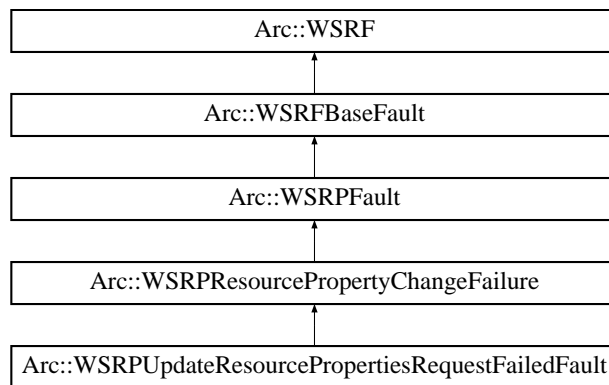 Arc::WSRF
Arc::WSRFBaseFault
Arc::WSRPFault
Arc::WSRPResourcePropertyChangeFailure
Arc::WSRPUpdateResourcePropertiesRequestFailedFault